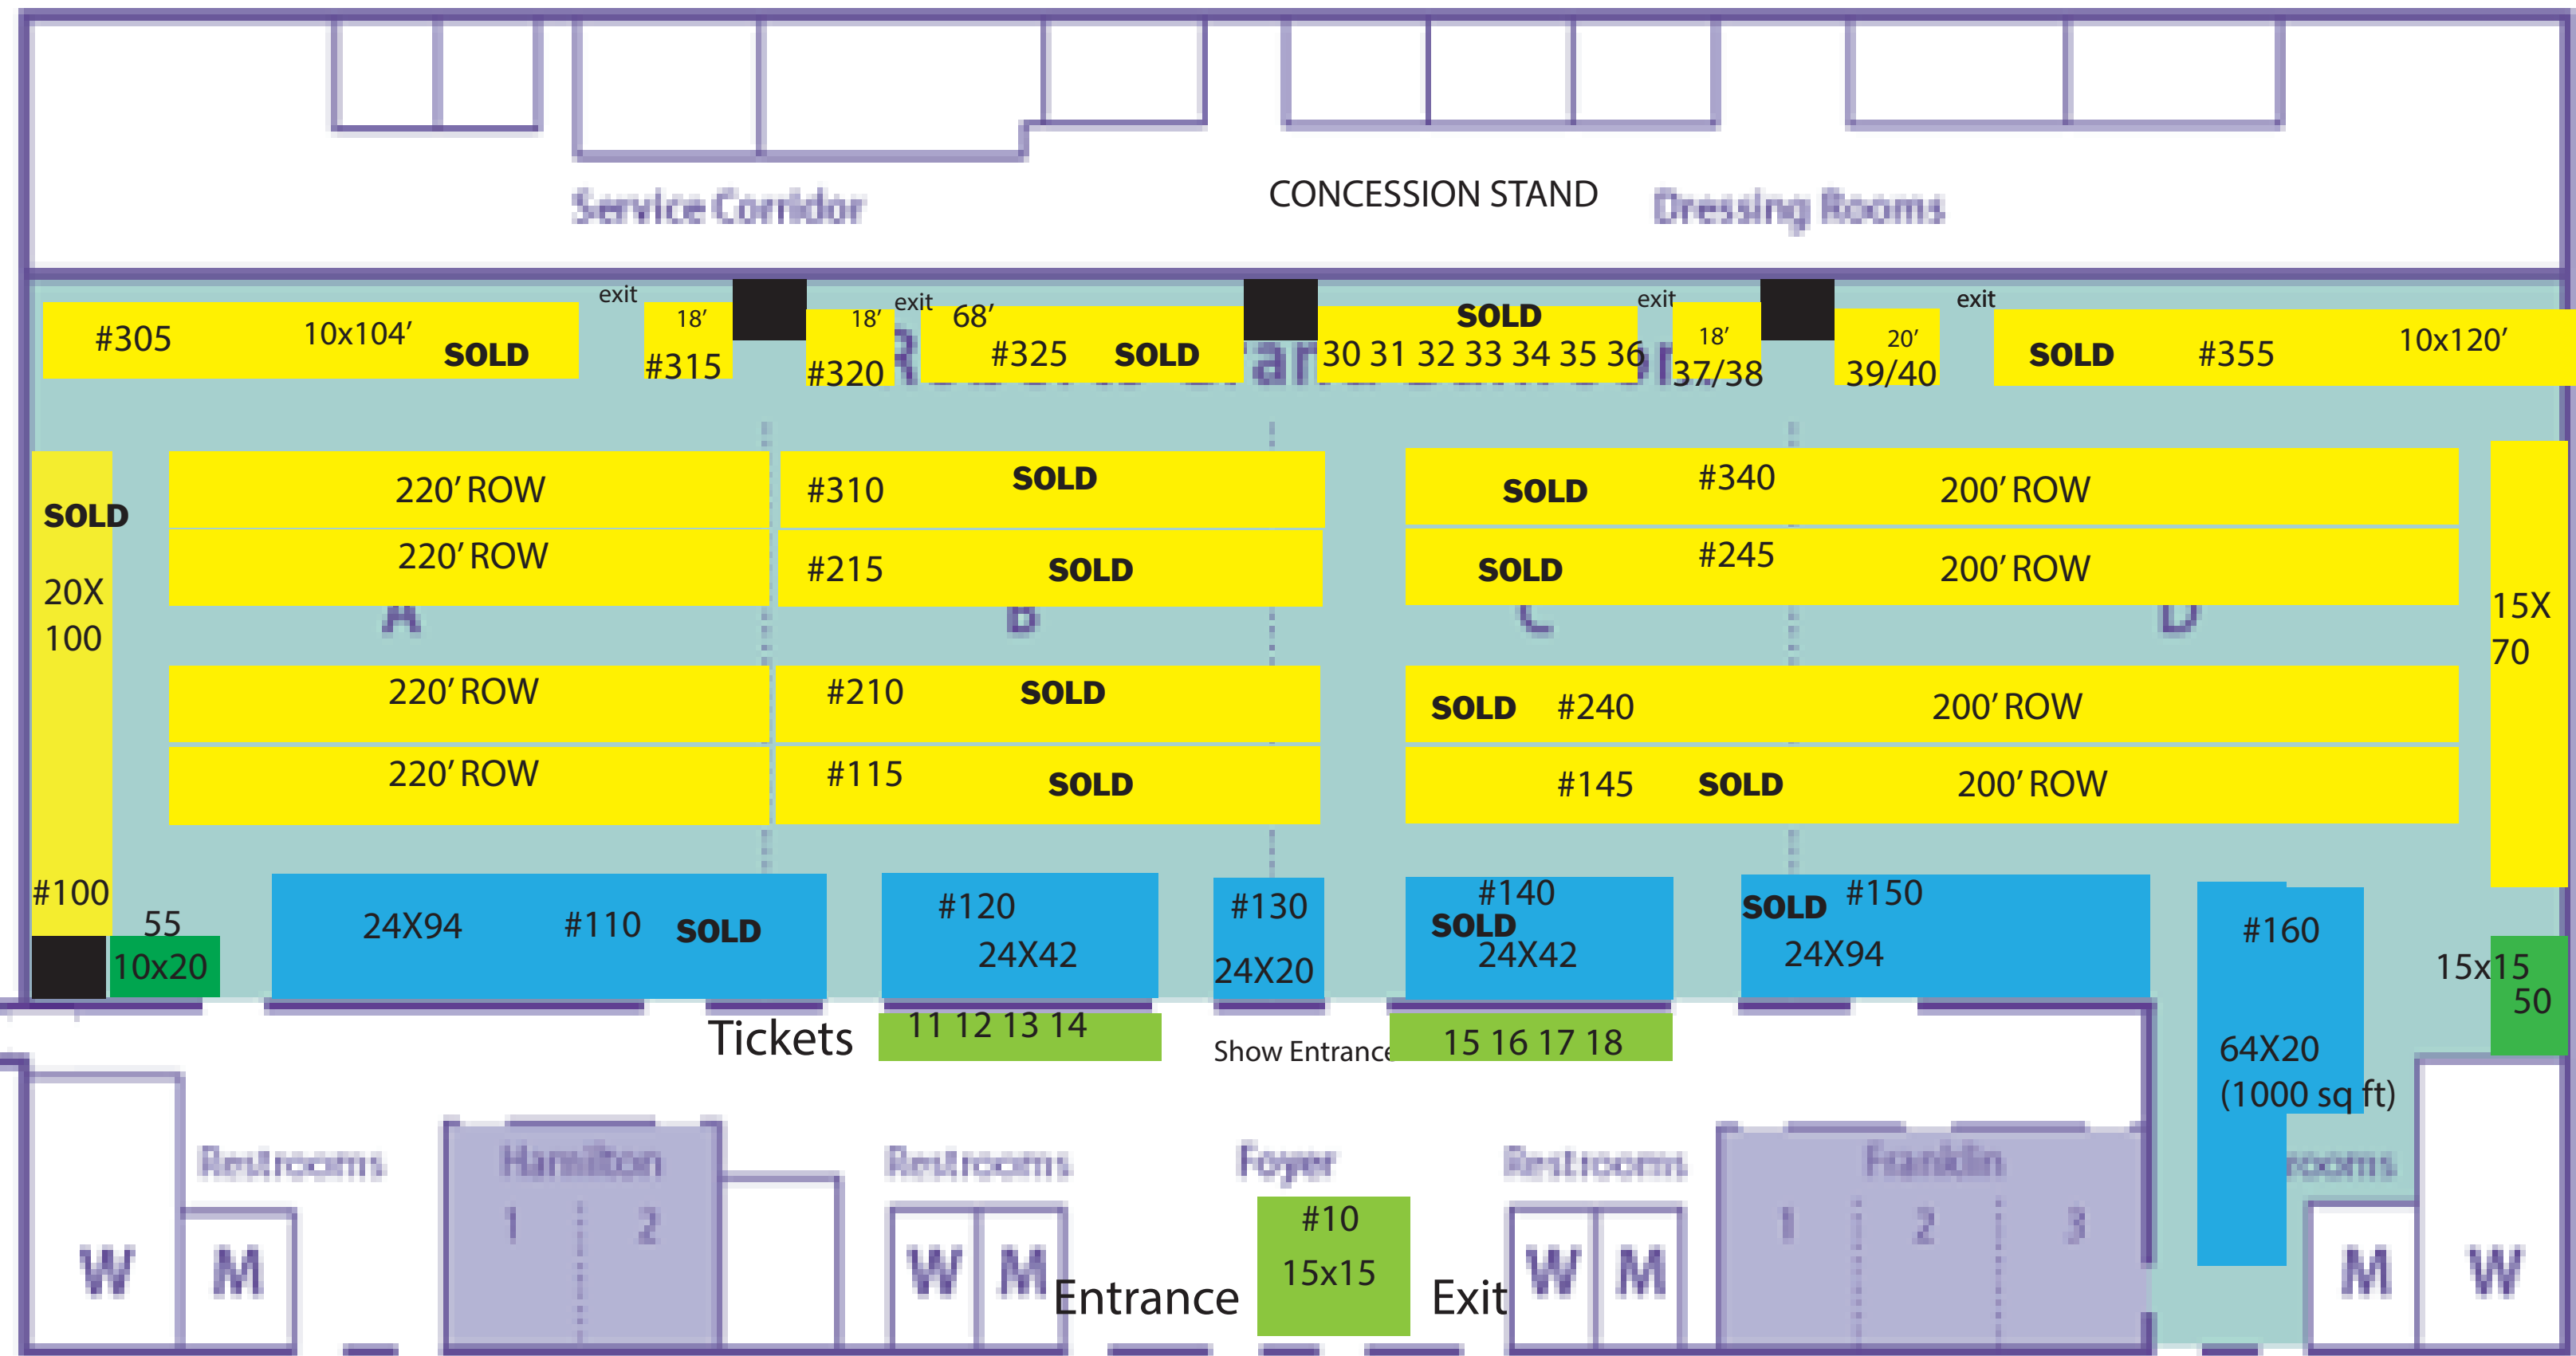 Service Corridor
CONCESSION STAND
Dressing Rooms
exit
exit
exit
exit
#305
10x104'
SOLD
18'
#315
18'
#320
68'
#325
SOLD
SOLD
30 31 32 33 34 35 36
18'
37/38
20'
39/40
SOLD
#355
10x120'
220' ROW
#310
SOLD
SOLD
#340
200' ROW
220' ROW
#215
SOLD
SOLD
#245
200' ROW
SOLD
20X
100
#100
A
B
C
D
15X
70
220' ROW
#210
SOLD
SOLD
#240
200' ROW
220' ROW
#115
SOLD
#145
SOLD
200' ROW
55
10x20
24X94
#110
SOLD
#120
24X42
#130
24X20
#140
SOLD
24X42
SOLD
#150
24X94
#160
64X20
(1000 sq ft)
15x15
50
Tickets
11 12 13 14
Show Entrance
15 16 17 18
Restrooms
Hamilton
1
2
Restrooms
Foyer
Restrooms
Franklin
1
2
3
rooms
W
M
W
M
Entrance
#10
15x15
Exit
W
M
M
W